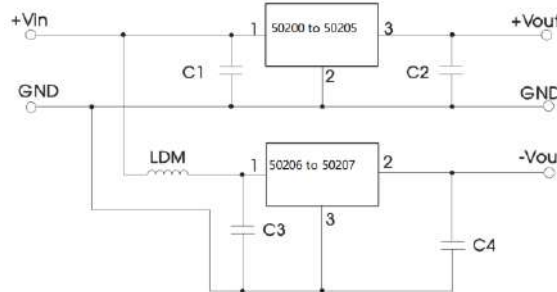 +Vin
1
50200 to 50205
3
+Vout
C1
2
C2
GND
GND
LDM
1
50206 to 50207
2
-Vout
3
C3
C4